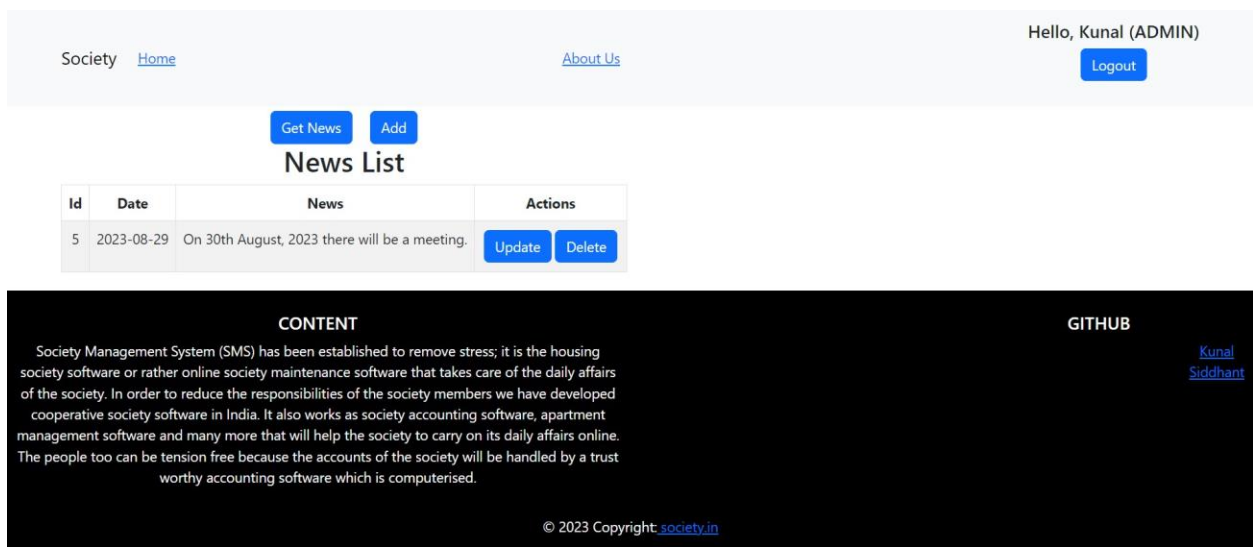 Hello, Kunal (ADMIN)
Society Home About Us Logout
Get News Add
News List
Id Date News Actions
5 2023-08-29 On 30th August, 2023 there will be a meeting. Update Delete
CONTENT GITHUB
Society Management System (SMS) has been established to remove stress; it is the housing
society software or rather online society maintenance software that takes care of the daily affairs
of the society. In order to reduce the responsibilities of the society members we have developed
cooperative society software in India. It also works as society accounting software, apartment
management software and many more that will help the society to carry on its daily affairs online.
The people too can be tension free because the accounts of the society will be handled by a trust
worthy accounting software which is computerised.
Kunal
Siddhant
© 2023 Copyright: society.in